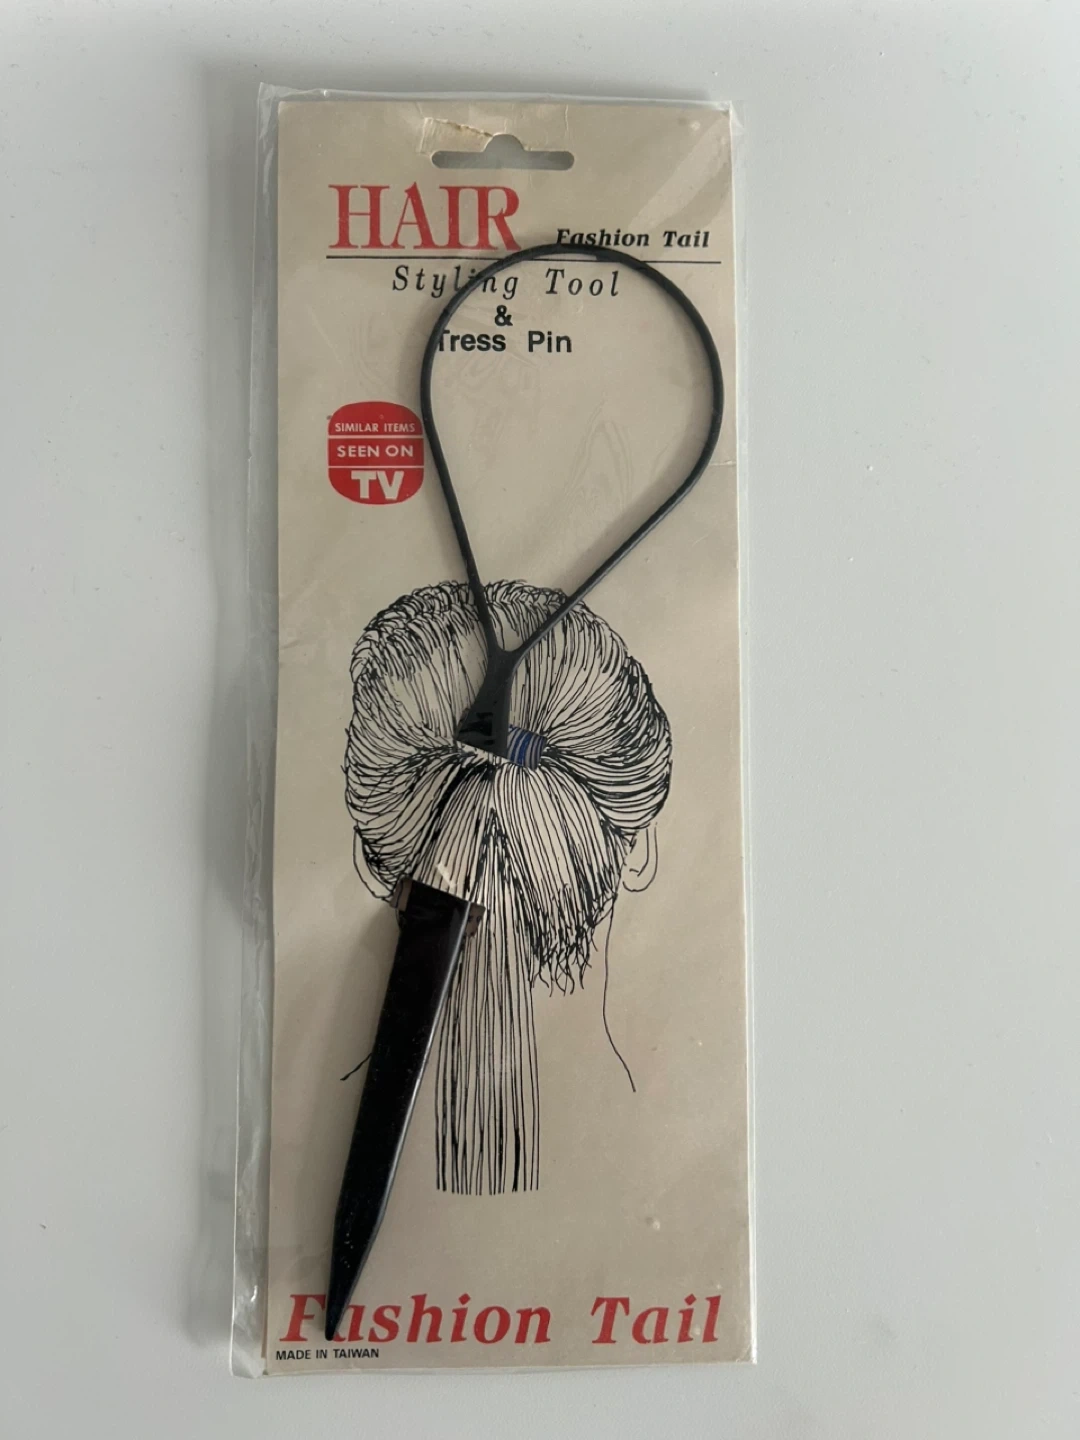 HAIR Fashion Tail
Styling Tool
&
Tress Pin
SIMILAR ITEMS
SEEN ON
TV
Fashion Tail
MADE IN TAIWAN